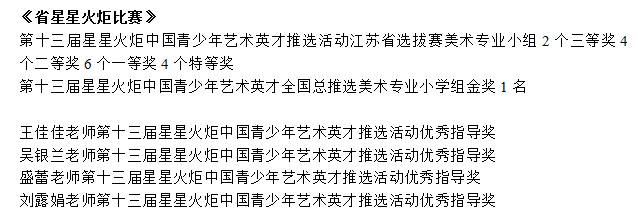 《省星星火炬比赛》
第十三届星星火炬中国青少年艺术英才推选活动江苏省选拔赛美术专业小组 2 个三等奖 4
个二等奖 6 个一等奖 4 个特等奖
第十三届星星火炬中国青少年艺术英才全国总推选美术专业小学组金奖 1 名
王佳佳老师第十三届星星火炬中国青少年艺术英才推选活动优秀指导奖
吴银兰老师第十三届星星火炬中国青少年艺术英才推选活动优秀指导奖
盛蕾老师第十三届星星火炬中国青少年艺术英才推选活动优秀指导奖
刘露娟老师第十三届星星火炬中国青少年艺术英才推选活动优秀指导奖